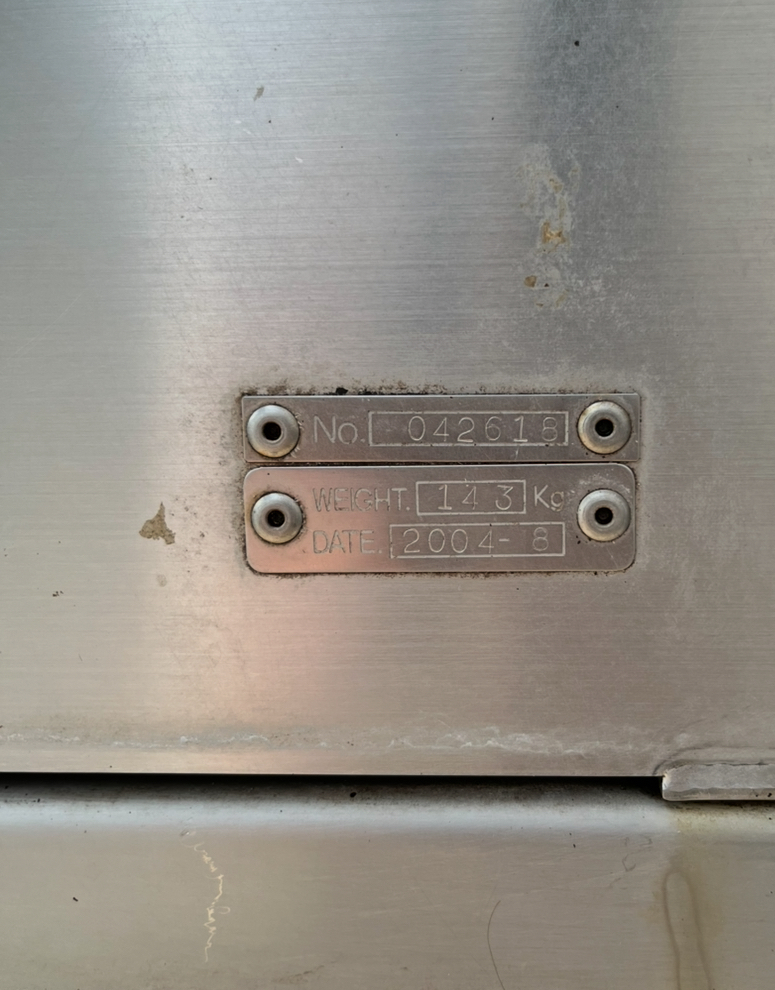 No. 042618
WEIGHT. 143 Kg
DATE. 2004-8